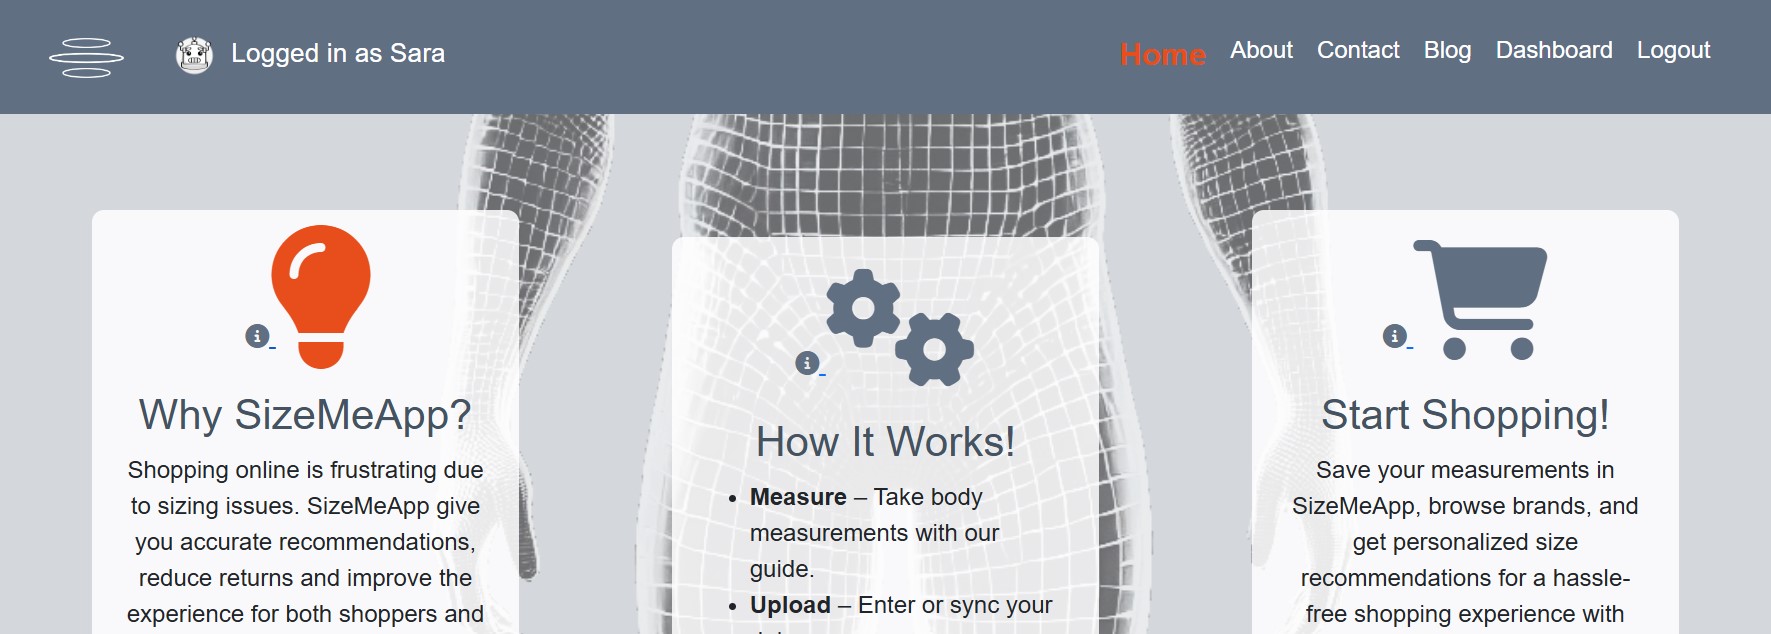 Logged in as Sara
Home About Contact Blog Dashboard Logout
Why SizeMeApp?
Shopping online is frustrating due
to sizing issues. SizeMeApp give
you accurate recommendations,
reduce returns and improve the
experience for both shoppers and
How It Works!
• Measure – Take body
measurements with our
guide.
• Upload – Enter or sync your
Start Shopping!
Save your measurements in
SizeMeApp, browse brands, and
get personalized size
recommendations for a hassle-
free shopping experience with